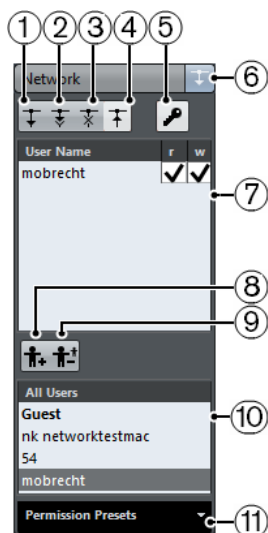 1 2 3 4 5
Network
6
User Name r w
mobrecht
7
8
9
All Users
Guest
10
nk networktestmac
54
mobrecht
Permission Presets
11